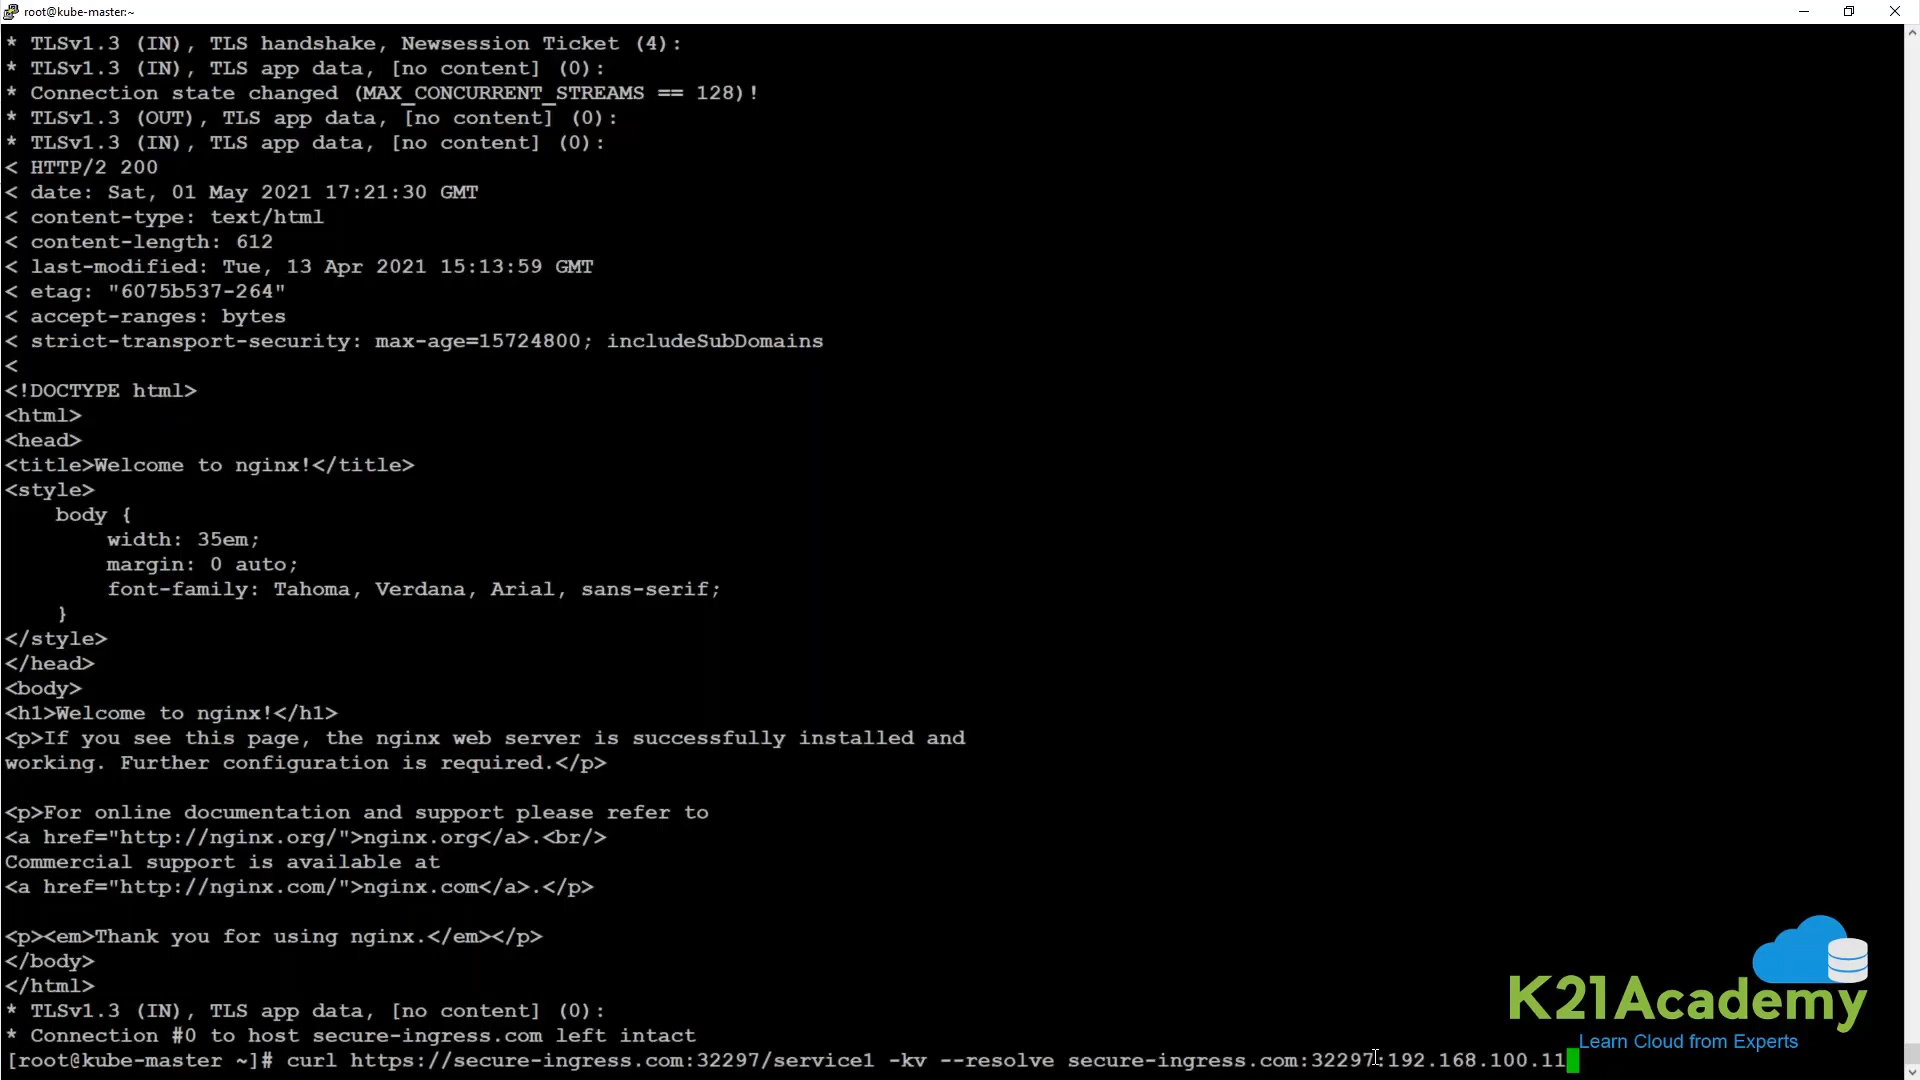 root@kube-master:~
* TLSv1.3 (IN), TLS handshake, Newsession Ticket (4):
* TLSv1.3 (IN), TLS app data, [no content] (0):
* Connection state changed (MAX_CONCURRENT_STREAMS == 128)!
* TLSv1.3 (OUT), TLS app data, [no content] (0):
* TLSv1.3 (IN), TLS app data, [no content] (0):
< HTTP/2 200
< date: Sat, 01 May 2021 17:21:30 GMT
< content-type: text/html
< content-length: 612
< last-modified: Tue, 13 Apr 2021 15:13:59 GMT
< etag: "6075b537-264"
< accept-ranges: bytes
< strict-transport-security: max-age=15724800; includeSubDomains
<
<!DOCTYPE html>
<html>
<head>
<title>Welcome to nginx!</title>
<style>
    body {
        width: 35em;
        margin: 0 auto;
        font-family: Tahoma, Verdana, Arial, sans-serif;
    }
</style>
</head>
<body>
<h1>Welcome to nginx!</h1>
<p>If you see this page, the nginx web server is successfully installed and
working. Further configuration is required.</p>

<p>For online documentation and support please refer to
<a href="http://nginx.org/">nginx.org</a>.<br/>
Commercial support is available at
<a href="http://nginx.com/">nginx.com</a>.</p>

<p><em>Thank you for using nginx.</em></p>
</body>
</html>
* TLSv1.3 (IN), TLS app data, [no content] (0):
* Connection #0 to host secure-ingress.com left intact
[root@kube-master ~]# curl https://secure-ingress.com:32297/service1 -kv --resolve secure-ingress.com:32297:192.168.100.11
K21Academy
Learn Cloud from Experts